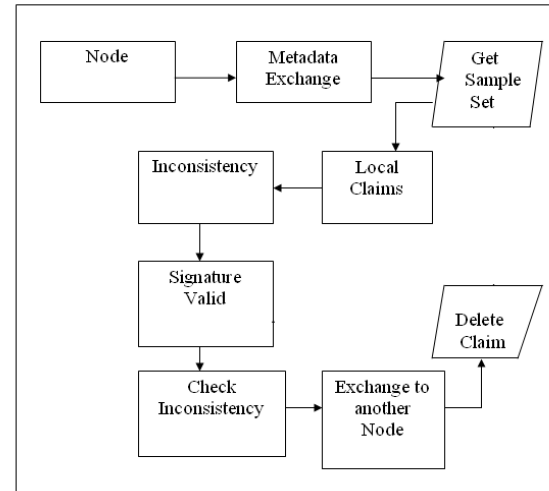 Node
Metadata
Exchange
Get
Sample
Set
Local
Claims
Inconsistency
Signature
Valid
Check
Inconsistency
Exchange to
another
Node
Delete
Claim